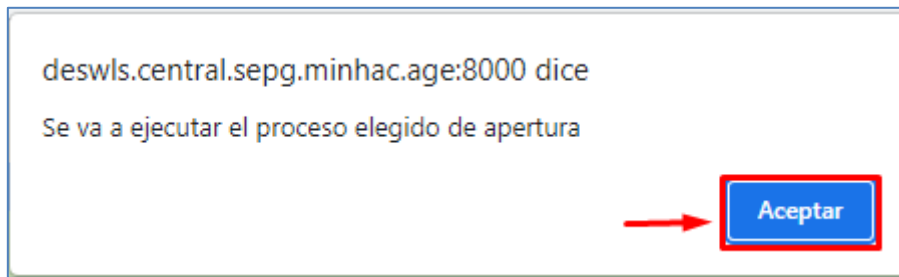 deswls.central.sepg.minhac.age:8000 dice
Se va a ejecutar el proceso elegido de apertura
Aceptar